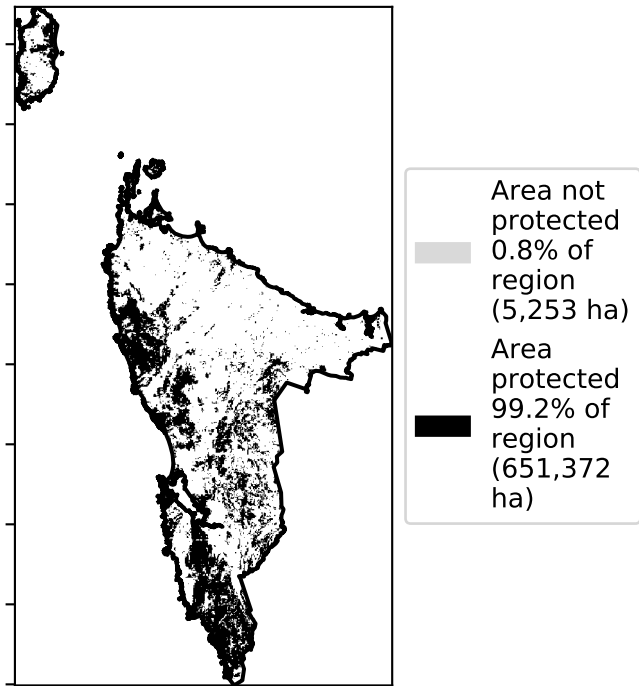 Area not
protected
0.8% of
region
(5,253 ha)
Area
protected
99.2% of
region
(651,372
ha)